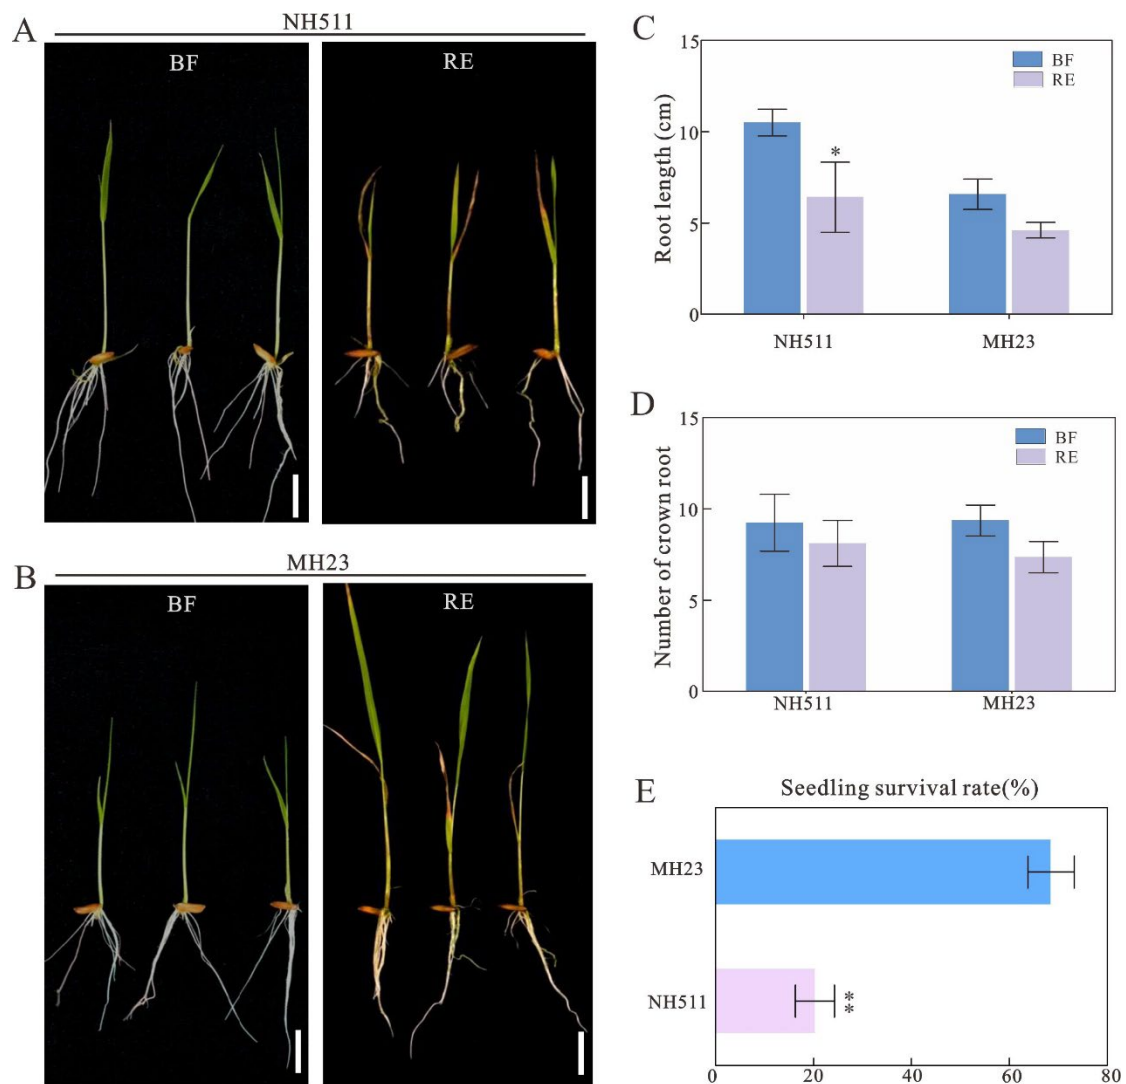 A
NH511
BF
RE
B
MH23
BF
RE
C
15
10
5
0
Root length (cm)
BF
RE
*
NH511
MH23
D
15
10
5
0
Number of crown root
BF
RE
NH511
MH23
E
Seedling survival rate(%)
MH23
NH511
**
0
20
40
60
80